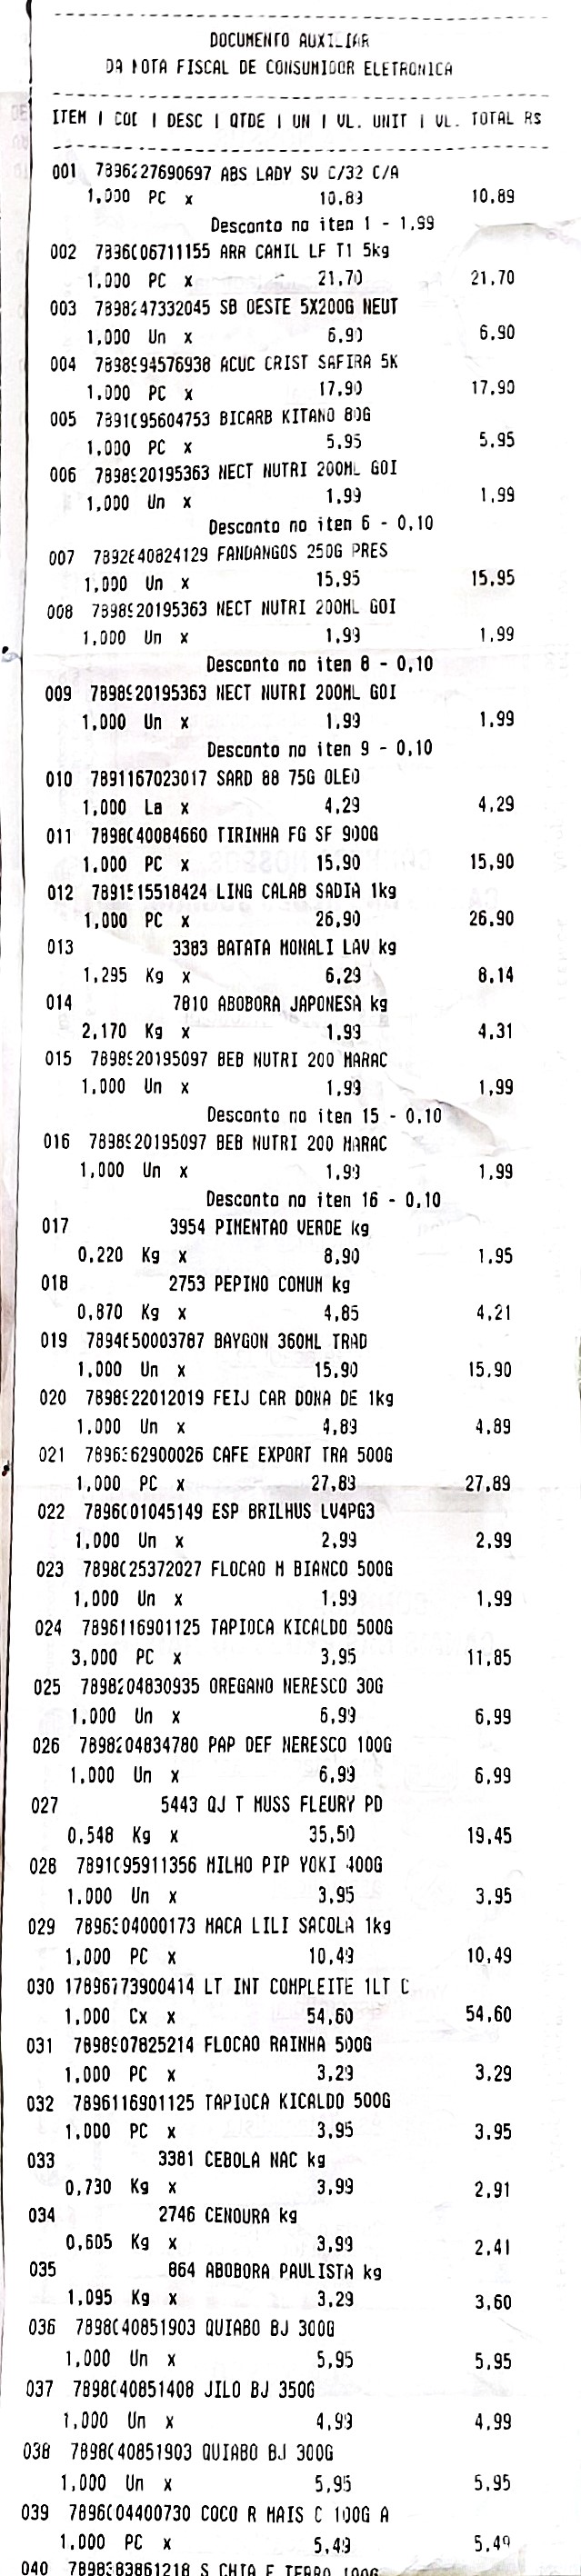 DOCUMENTO AUXILIAR
DA NOTA FISCAL DE CONSUMIDOR ELETRONICA
ITEM | COD | DESC | QTDE | UN | VL. UNIT | VL. TOTAL R$
001 7896227690697 ABS LADY SV C/32 C/A
1,000 PC x 10,89 10,89
Desconto no item 1 - 1,99
002 7896006711155 ARR CAMIL LF T1 5kg
1,000 PC x 21,70 21,70
003 7898247332045 SB OESTE 5X200G NEUT
1,000 Un x 6,90 6,90
004 7898994576938 ACUC CRIST SAFIRA 5K
1,000 PC x 17,90 17,90
005 7891095604753 BICARB KITANO 80G
1,000 PC x 5,95 5,95
006 7898920195363 NECT NUTRI 200ML GOI
1,000 Un x 1,99 1,99
Desconto no item 6 - 0,10
007 7892840824129 FANDANGOS 250G PRES
1,000 Un x 15,95 15,95
008 7898920195363 NECT NUTRI 200ML GOI
1,000 Un x 1,99 1,99
Desconto no item 8 - 0,10
009 7898920195363 NECT NUTRI 200ML GOI
1,000 Un x 1,99 1,99
Desconto no item 9 - 0,10
010 7891167023017 SARD 88 75G OLEO
1,000 La x 4,29 4,29
011 7898040084660 TIRINHA FG SF 900G
1,000 PC x 15,90 15,90
012 7891515518424 LING CALAB SADIA 1kg
1,000 PC x 26,90 26,90
013 3383 BATATA MONALI LAV kg
1,295 Kg x 6,29 8,14
014 7810 ABOBORA JAPONESA kg
2,170 Kg x 1,99 4,31
015 7898920195097 BEB NUTRI 200 MARAC
1,000 Un x 1,99 1,99
Desconto no item 15 - 0,10
016 7898920195097 BEB NUTRI 200 MARAC
1,000 Un x 1,99 1,99
Desconto no item 16 - 0,10
017 3954 PIMENTAO VERDE kg
0,220 Kg x 8,90 1,95
018 2753 PEPINO COMUM kg
0,870 Kg x 4,85 4,21
019 7894650003787 BAYGON 360ML TRAD
1,000 Un x 15,90 15,90
020 7898922012019 FEIJ CAR DONA DE 1kg
1,000 Un x 4,89 4,89
021 7896362900026 CAFE EXPORT TRA 500G
1,000 PC x 27,89 27,89
022 7896001045149 ESP BRILHUS LV4PG3
1,000 Un x 2,99 2,99
023 7898025372027 FLOCAO M BIANCO 500G
1,000 Un x 1,99 1,99
024 7896116901125 TAPIOCA KICALDO 500G
3,000 PC x 3,95 11,85
025 7898204830935 OREGANO NERESCO 30G
1,000 Un x 6,99 6,99
026 7898204834780 PAP DEF NERESCO 100G
1,000 Un x 6,99 6,99
027 5443 QJ T MUSS FLEURY PD
0,548 Kg x 35,50 19,45
028 7891095911356 MILHO PIP YOKI 400G
1,000 Un x 3,95 3,95
029 7896304000173 MACA LILI SACOLA 1kg
1,000 PC x 10,49 10,49
030 17896773900414 LT INT COMPLEITE 1LT C
1,000 Cx x 54,60 54,60
031 7898907825214 FLOCAO RAINHA 500G
1,000 PC x 3,29 3,29
032 7896116901125 TAPIOCA KICALDO 500G
1,000 PC x 3,95 3,95
033 3381 CEBOLA NAC kg
0,730 Kg x 3,99 2,91
034 2746 CENOURA kg
0,605 Kg x 3,99 2,41
035 864 ABOBORA PAULISTA kg
1,095 Kg x 3,29 3,60
036 7898040851903 QUIABO BJ 300G
1,000 Un x 5,95 5,95
037 7898040851408 JILO BJ 350G
1,000 Un x 4,99 4,99
038 7898040851903 QUIABO BJ 300G
1,000 Un x 5,95 5,95
039 7896004400730 COCO R MAIS C 100G A
1,000 PC x 5,49 5,49
040 7898383861218 S CHIA F TERRO 100G